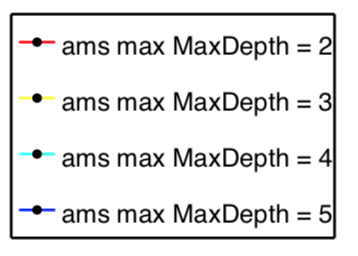 ams max MaxDepth = 2
ams max MaxDepth = 3
ams max MaxDepth = 4
ams max MaxDepth = 5